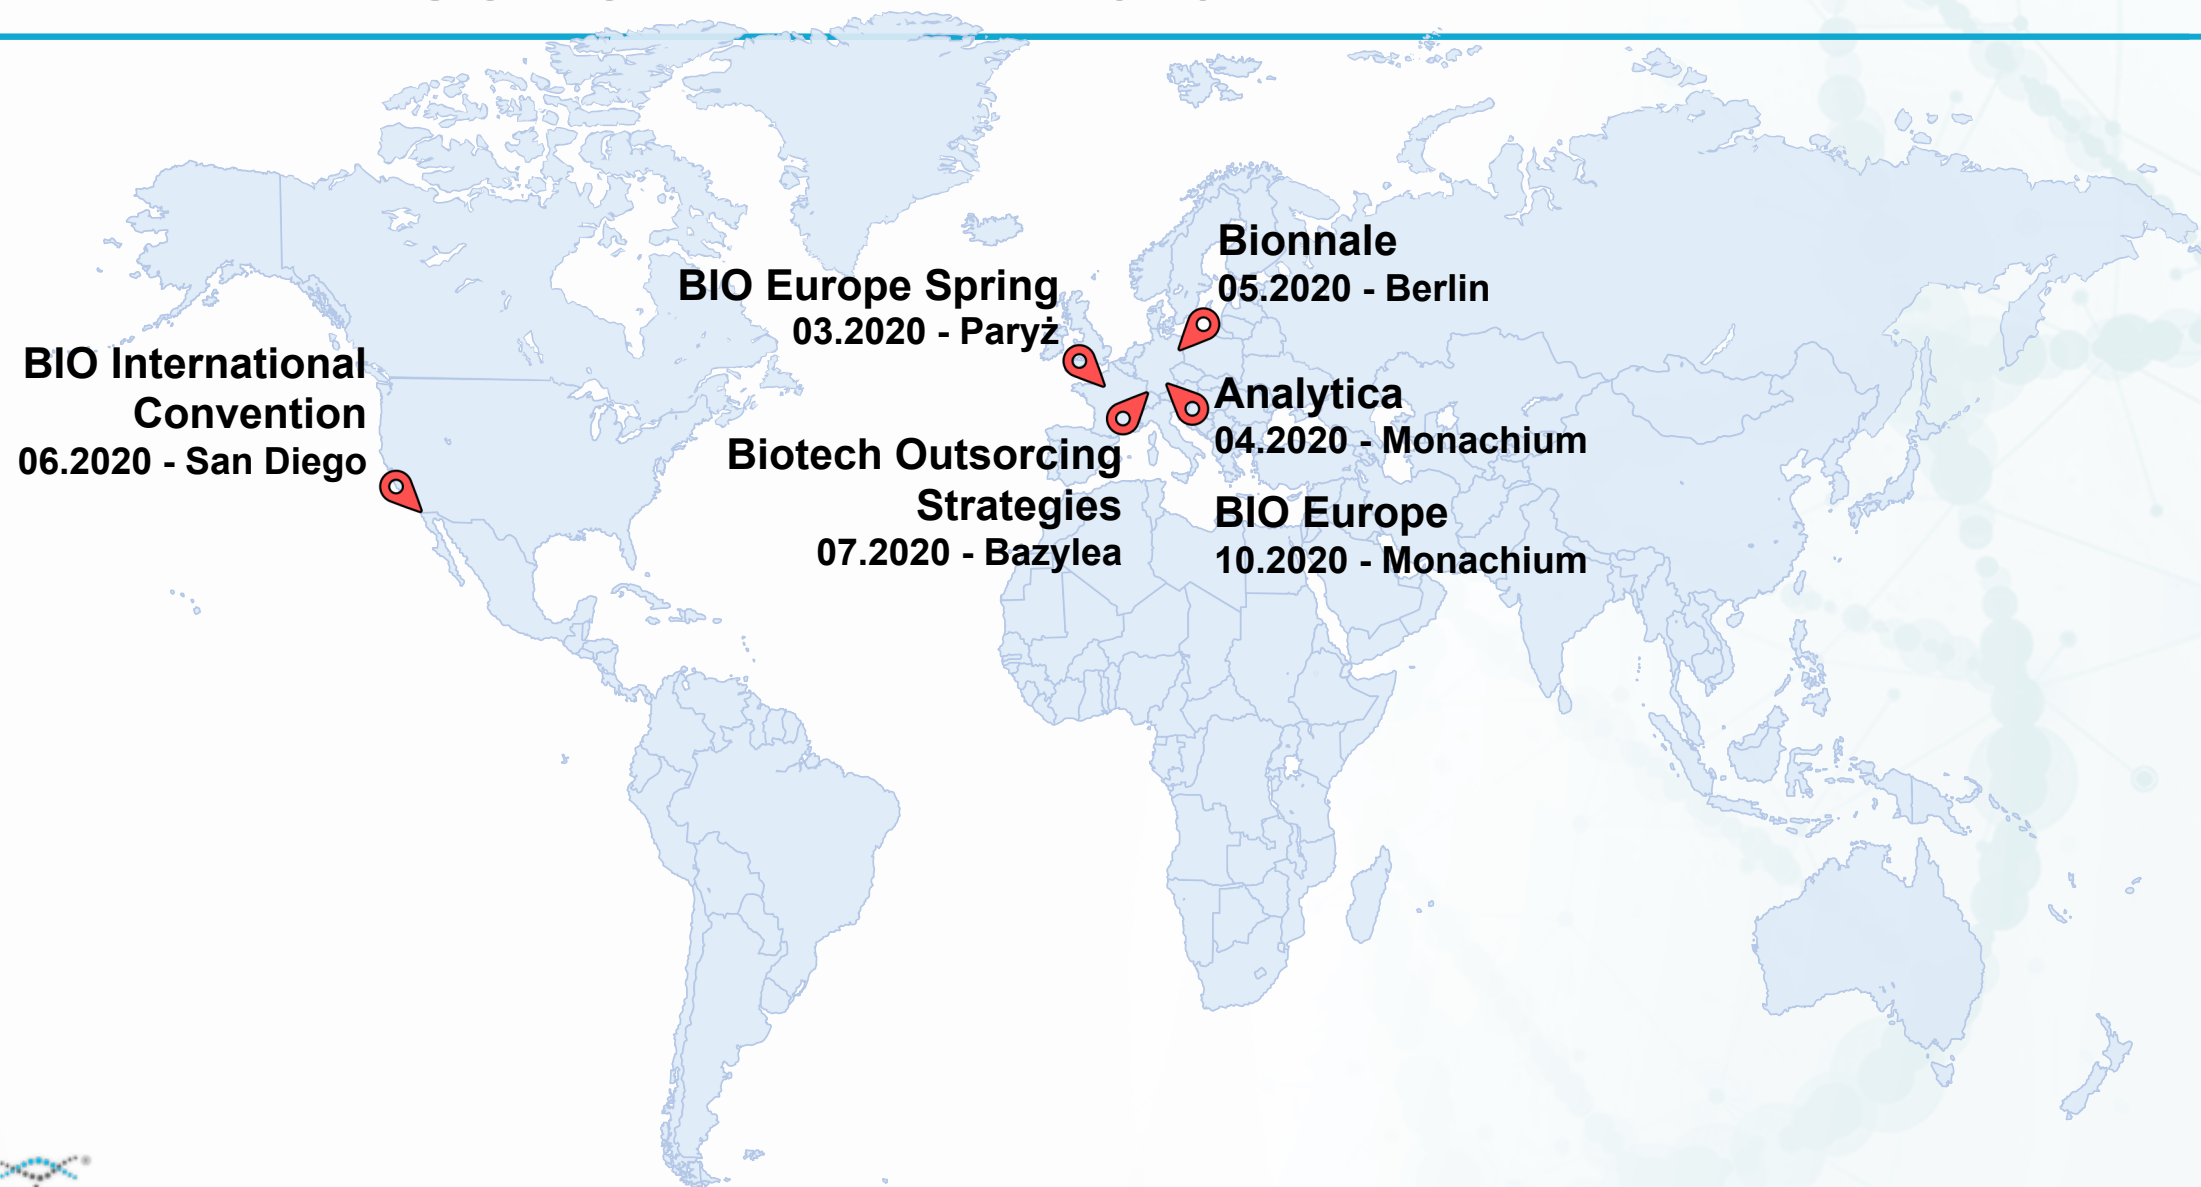 Bionnale
05.2020 - Berlin
BIO Europe Spring
03.2020 - Paryż
BIO International
Convention
06.2020 - San Diego
Analytica
04.2020 - Monachium
Biotech Outsorcing
Strategies
07.2020 - Bazylea
BIO Europe
10.2020 - Monachium
®